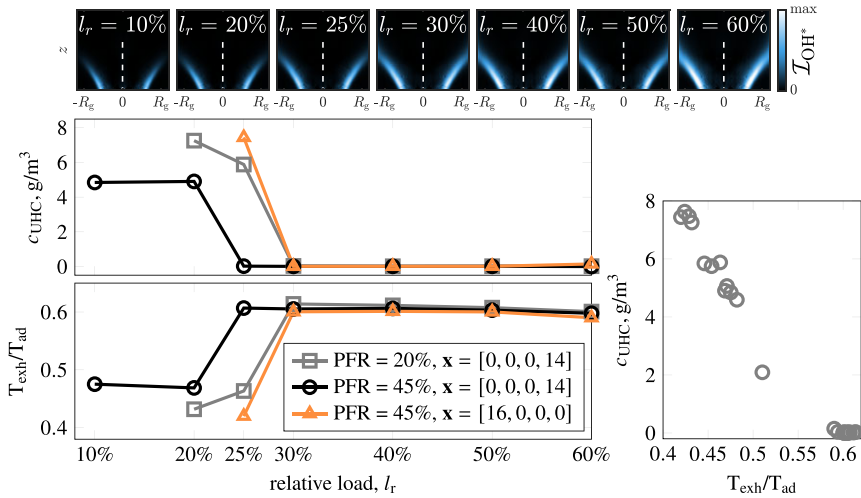 l_r = 10% l_r = 20% l_r = 25% l_r = 30% l_r = 40% l_r = 50% l_r = 60%
z
-R_g 0 R_g -R_g 0 R_g -R_g 0 R_g -R_g 0 R_g -R_g 0 R_g -R_g 0 R_g -R_g 0 R_g
max
0
I_OH*
8
6
4
2
0
c_UHC, g/m³
0.6
0.5
0.4
T_exh/T_ad
PFR = 20%, x = [0, 0, 0, 14]
PFR = 45%, x = [0, 0, 0, 14]
PFR = 45%, x = [16, 0, 0, 0]
10% 20% 25% 30% 40% 50% 60%
relative load, l_r
8
6
4
2
0
c_UHC, g/m³
0.4 0.45 0.5 0.55 0.6
T_exh/T_ad